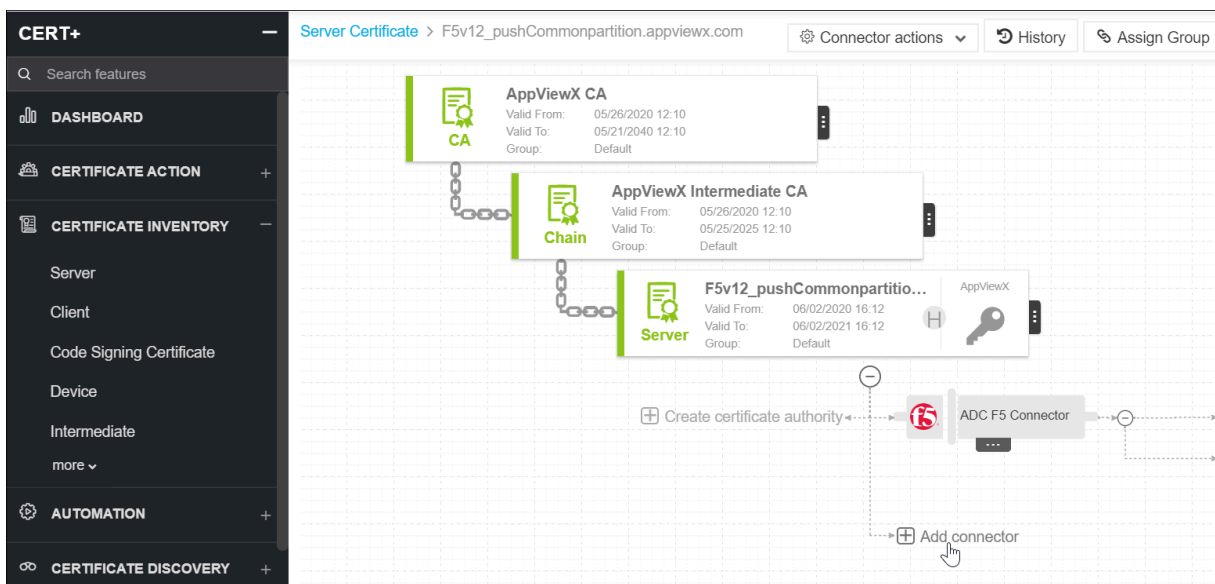 CERT+
Search features
DASHBOARD
CERTIFICATE ACTION
CERTIFICATE INVENTORY
Server
Client
Code Signing Certificate
Device
Intermediate
more
AUTOMATION
CERTIFICATE DISCOVERY
Server Certificate > F5v12_pushCommonpartition.appviewx.com
Connector actions
History
Assign Group
AppViewX CA
Valid From: 05/26/2020 12:10
Valid To: 05/21/2040 12:10
Group: Default
CA
AppViewX Intermediate CA
Valid From: 05/26/2020 12:10
Valid To: 05/25/2025 12:10
Group: Default
Chain
F5v12_pushCommonpartitio...
Valid From: 06/02/2020 16:12
Valid To: 06/02/2021 16:12
Group: Default
Server
H
AppViewX
Create certificate authority
f5
ADC F5 Connector
Add connector